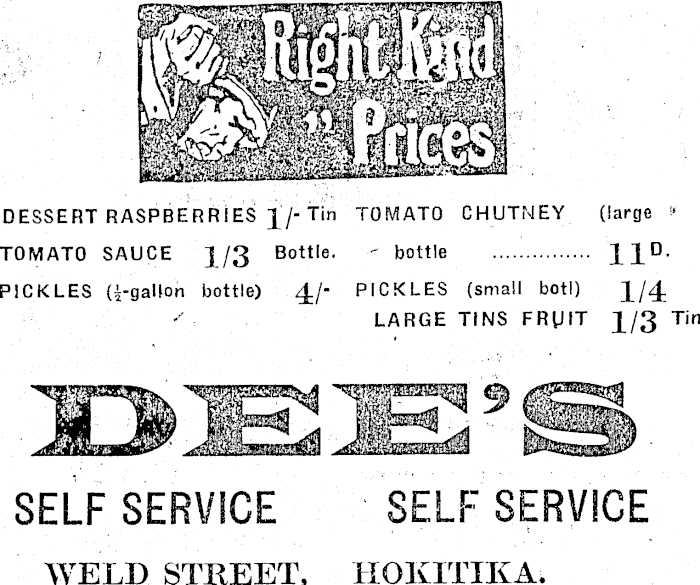 Right Kind
" Prices
DESSERT RASPBERRIES 1/- Tin
TOMATO SAUCE 1/3 Bottle.
PICKLES (½-gallon bottle) 4/-
TOMATO CHUTNEY (large
bottle ............... 11D.
PICKLES (small botl) 1/4
LARGE TINS FRUIT 1/3 Tin
DEE'S
SELF SERVICE SELF SERVICE
WELD STREET, HOKITIKA.